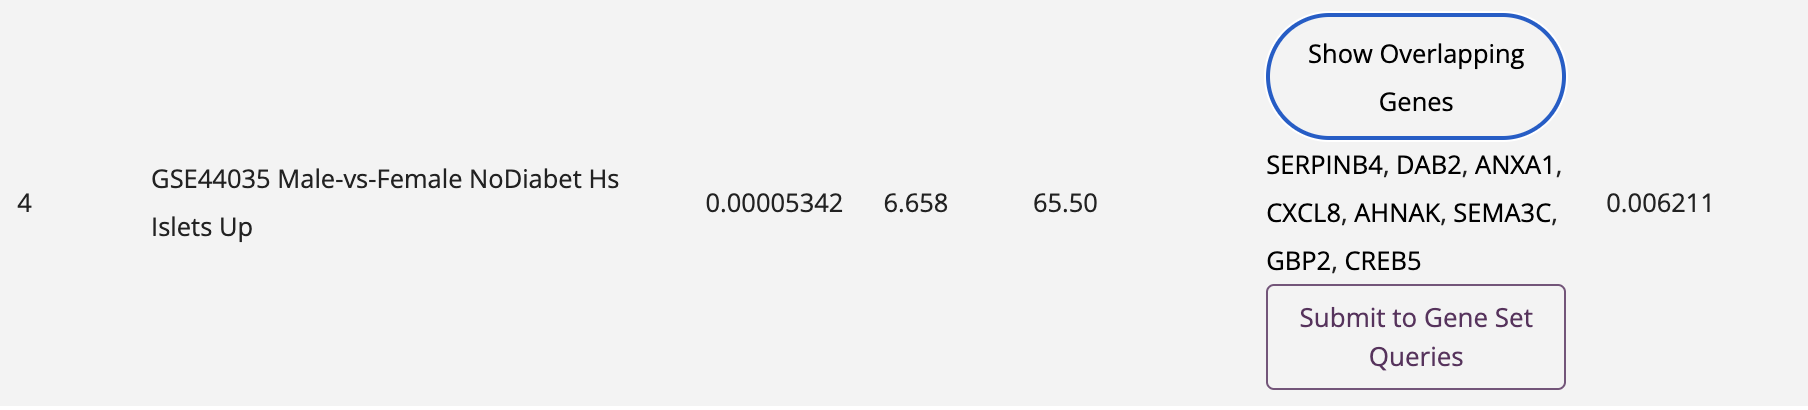 4
GSE44035 Male-vs-Female NoDiabet Hs
Islets Up
0.00005342
6.658
65.50
Show Overlapping
Genes
SERPINB4, DAB2, ANXA1,
CXCL8, AHNAK, SEMA3C,
GBP2, CREB5
Submit to Gene Set
Queries
0.006211